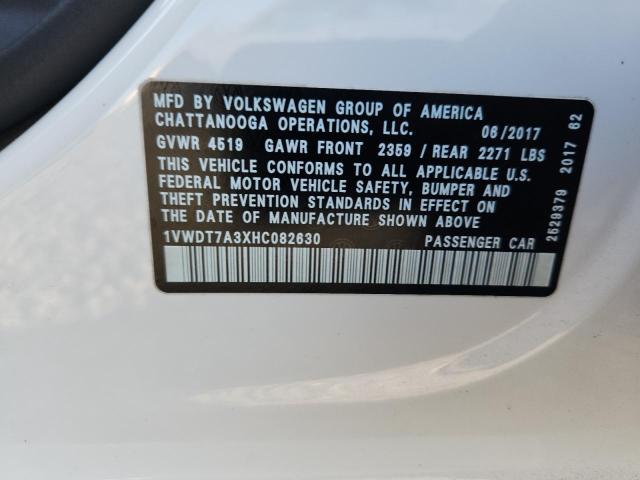 MFD BY VOLKSWAGEN GROUP OF AMERICA
CHATTANOOGA OPERATIONS, LLC. 06/2017
GVWR 4519 GAWR FRONT 2359 / REAR 2271 LBS
THIS VEHICLE CONFORMS TO ALL APPLICABLE U.S.
FEDERAL MOTOR VEHICLE SAFETY, BUMPER AND
THEFT PREVENTION STANDARDS IN EFFECT ON
THE DATE OF MANUFACTURE SHOWN ABOVE
1VWDT7A3XHC082630 PASSENGER CAR
2529379 2017 62